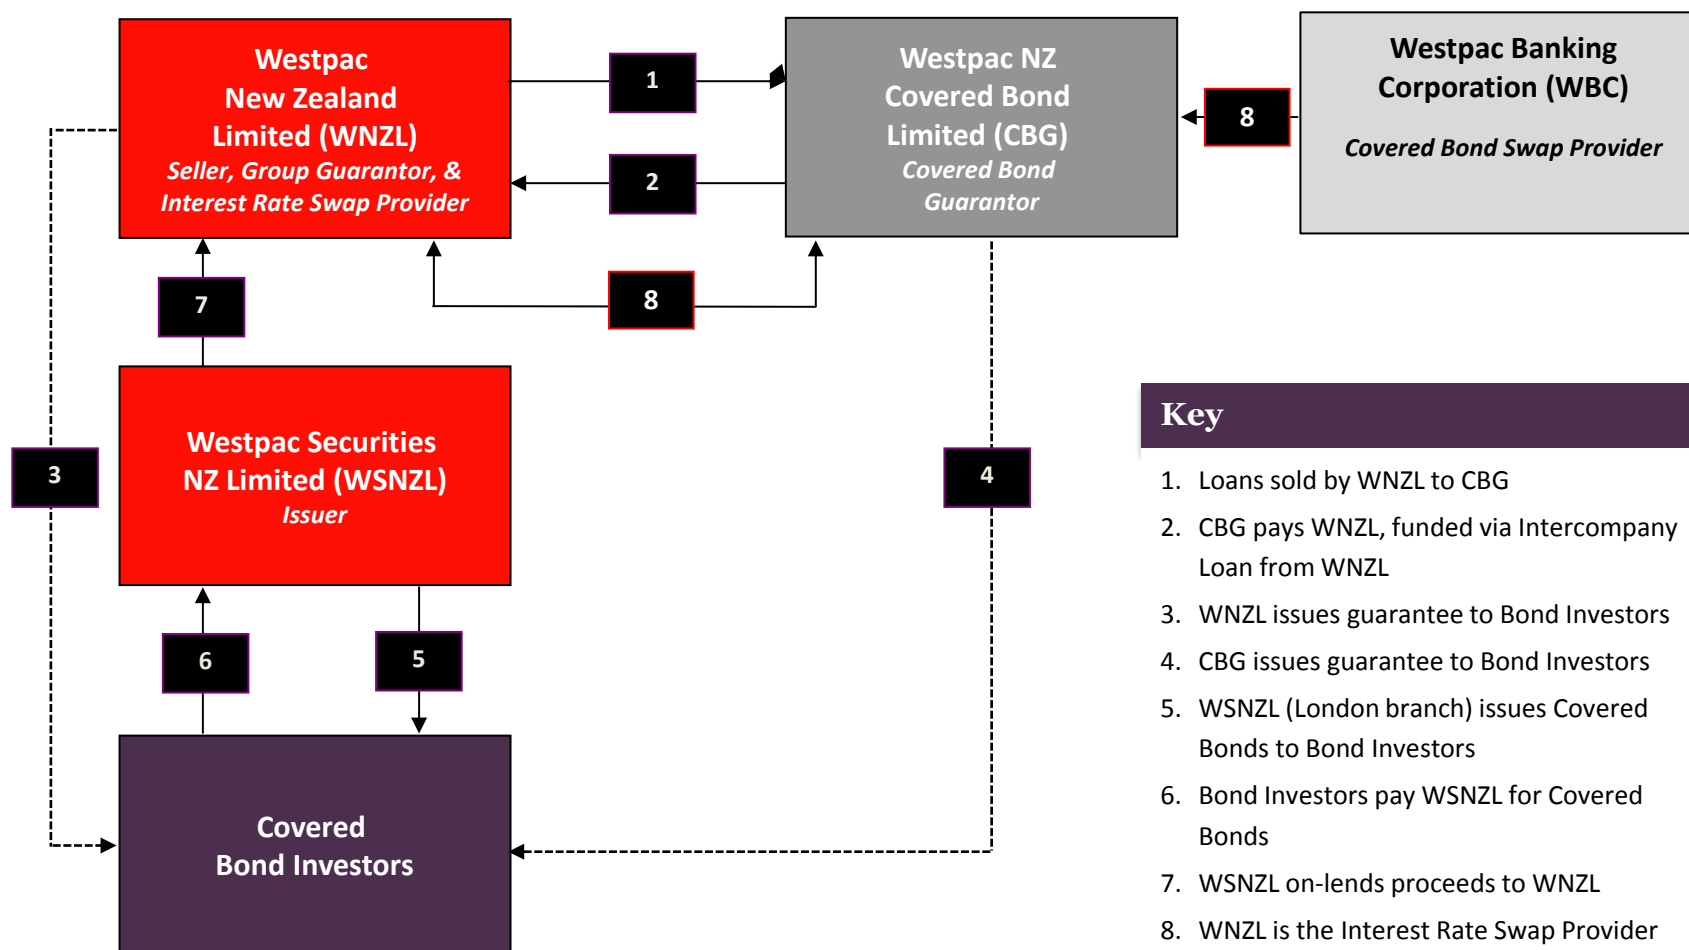 Westpac
New Zealand
Limited (WNZL)
Seller, Group Guarantor, &
Interest Rate Swap Provider
1
2
Westpac NZ
Covered Bond
Limited (CBG)
Covered Bond
Guarantor
8
Westpac Banking
Corporation (WBC)
Covered Bond Swap Provider
7
8
Westpac Securities
NZ Limited (WSNZL)
Issuer
3
4
6
5
Covered
Bond Investors
Key
1. Loans sold by WNZL to CBG
2. CBG pays WNZL, funded via Intercompany
Loan from WNZL
3. WNZL issues guarantee to Bond Investors
4. CBG issues guarantee to Bond Investors
5. WSNZL (London branch) issues Covered
Bonds to Bond Investors
6. Bond Investors pay WSNZL for Covered
Bonds
7. WSNZL on-lends proceeds to WNZL
8. WNZL is the Interest Rate Swap Provider